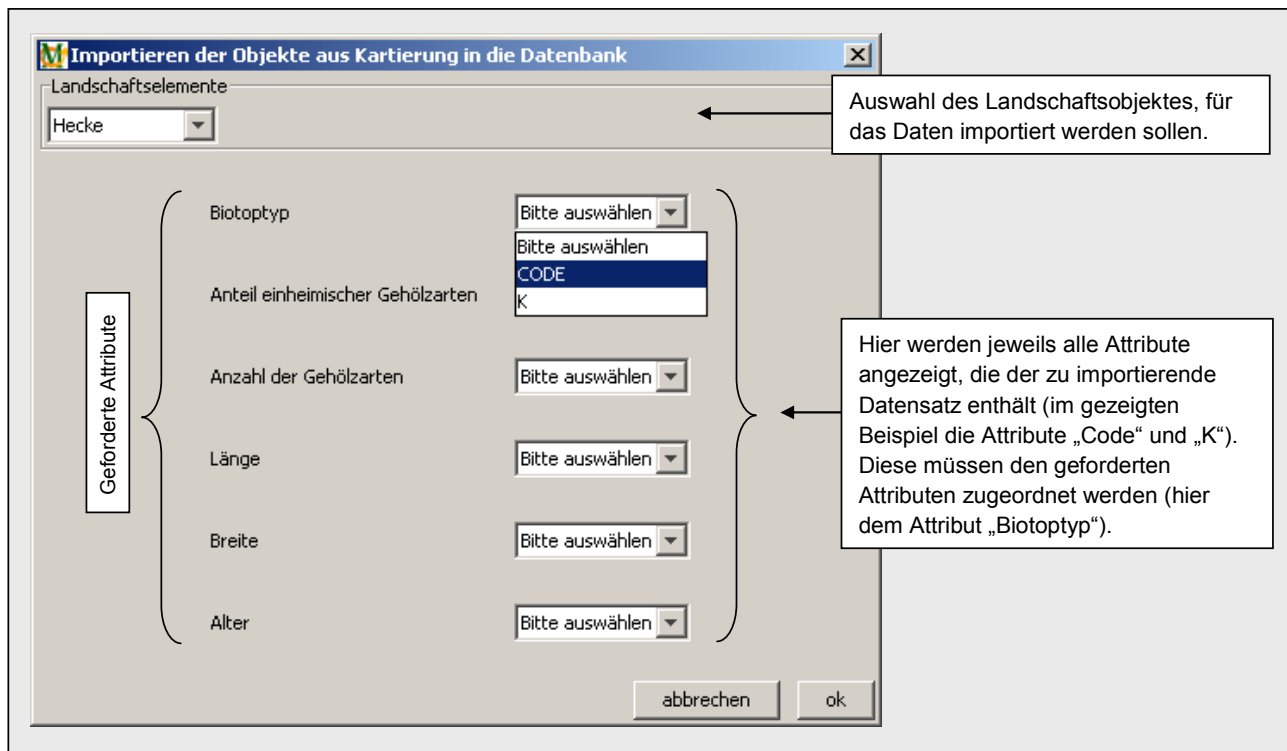 Importieren der Objekte aus Kartierung in die Datenbank
Landschaftselemente
Hecke
Auswahl des Landschaftsobjektes, für
das Daten importiert werden sollen.
Geforderte Attribute
Biotoptyp
Bitte auswählen
Bitte auswählen
CODE
K
Anteil einheimischer Gehölzarten
Anzahl der Gehölzarten
Bitte auswählen
Länge
Bitte auswählen
Breite
Bitte auswählen
Alter
Bitte auswählen
Hier werden jeweils alle Attribute
angezeigt, die der zu importierende
Datensatz enthält (im gezeigten
Beispiel die Attribute „Code“ und „K“).
Diese müssen den geforderten
Attributen zugeordnet werden (hier
dem Attribut „Biotoptyp“).
abbrechen
ok